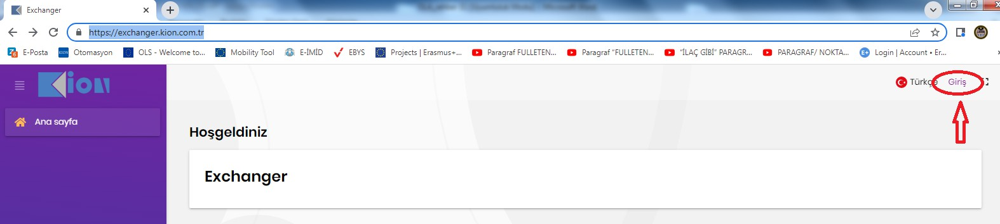 Exchanger
https://exchanger.kion.com.tr
E-Posta KION Otomasyon OLS - Welcome to... Mobility Tool E-İMİD EBYS Projects | Erasmus+... Paragraf FULLETEN... Paragraf "FULLETEN... "İLAÇ GİBİ" PARAGR... PARAGRAF/ NOKTA... E+ Login | Account • Er...
Kion
Türkçe Giriş
Ana sayfa
Hoşgeldiniz
Exchanger